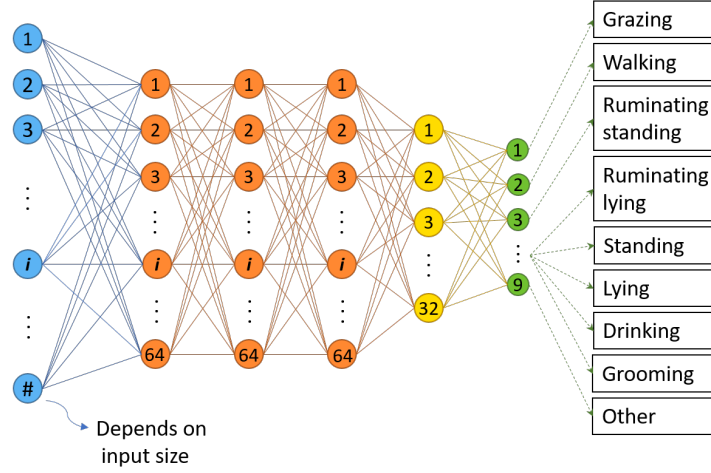 1
2
3
⋮
i
⋮
#
Depends on
input size
1
2
3
⋮
i
⋮
64
1
2
3
⋮
i
⋮
64
1
2
3
⋮
i
⋮
64
1
2
3
⋮
32
1
2
3
⋮
9
Grazing
Walking
Ruminating
standing
Ruminating
lying
Standing
Lying
Drinking
Grooming
Other